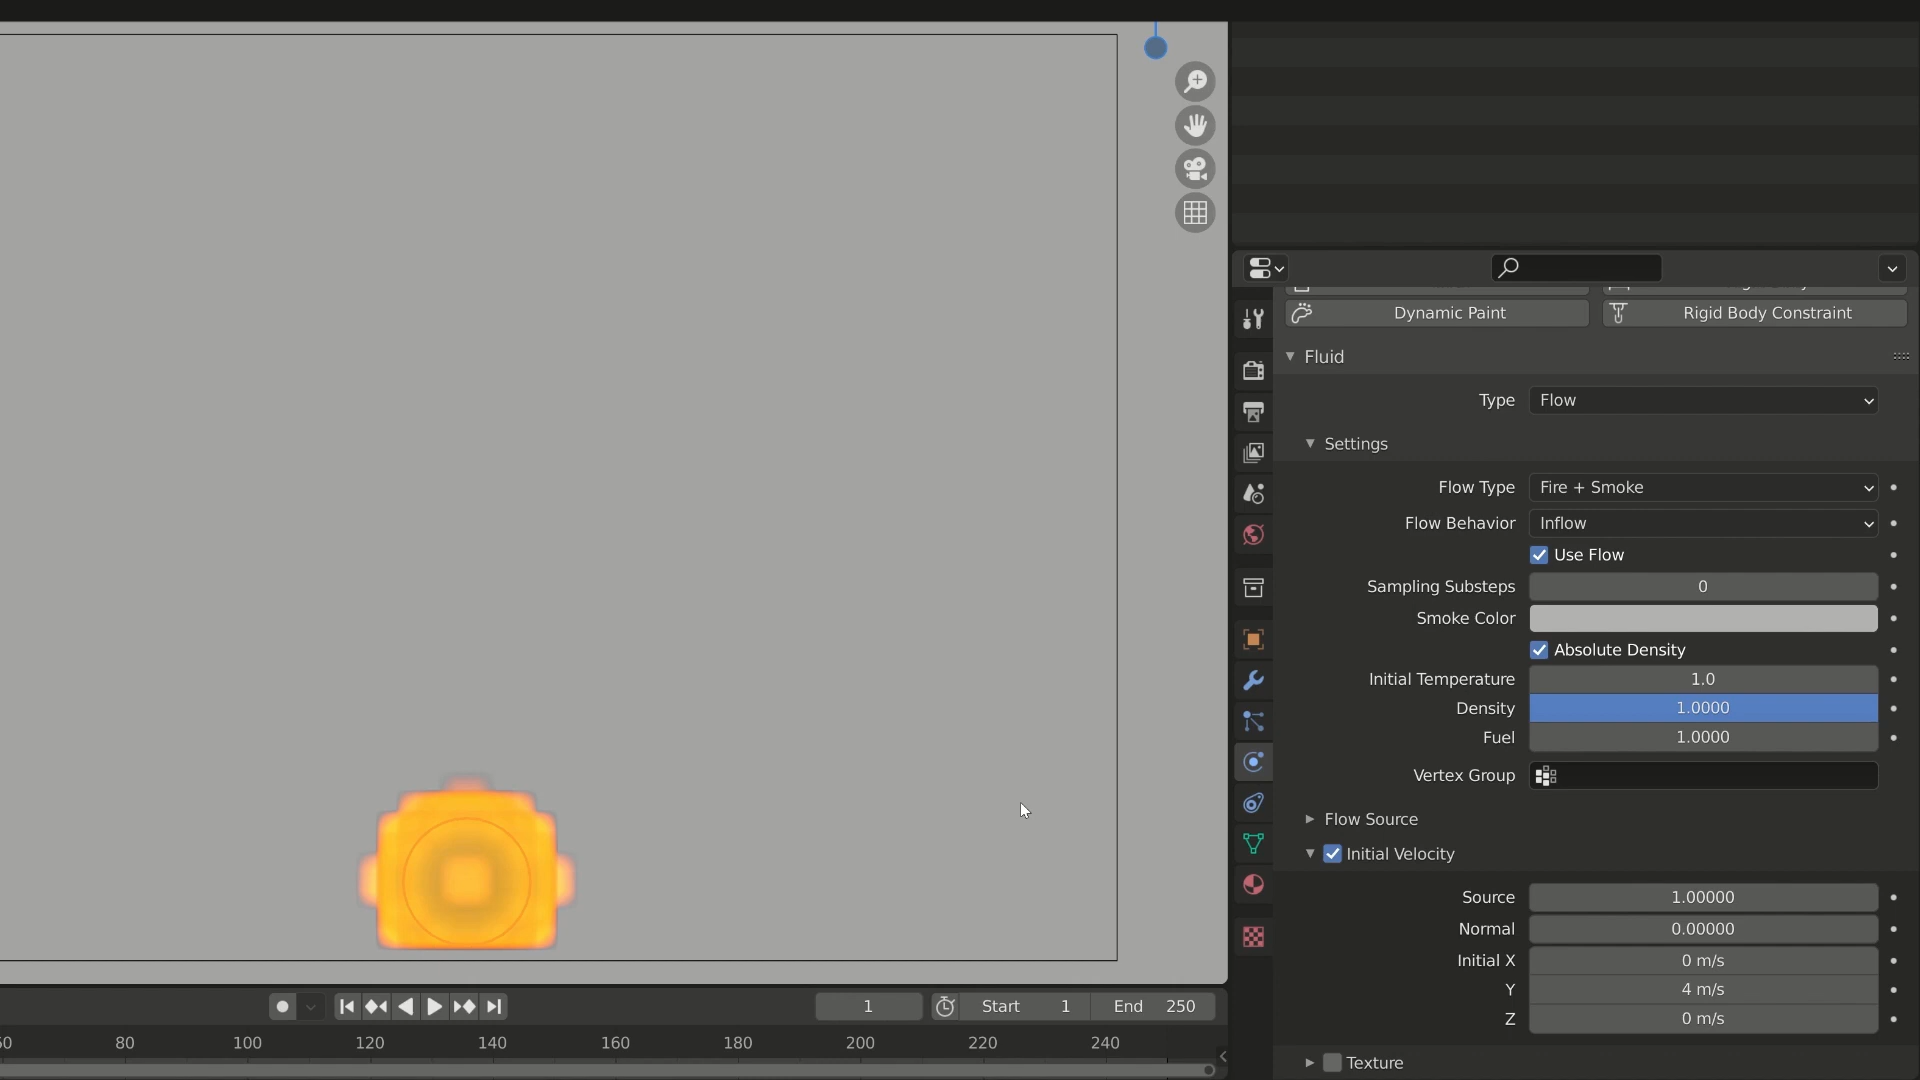 Dynamic Paint
Rigid Body Constraint
Fluid
Type Flow
Settings
Flow Type Fire + Smoke
Flow Behavior Inflow
Use Flow
Sampling Substeps 0
Smoke Color
Absolute Density
Initial Temperature 1.0
Density 1.0000
Fuel 1.0000
Vertex Group
Flow Source
Initial Velocity
Source 1.00000
Normal 0.00000
Initial X 0 m/s
Y 4 m/s
Z 0 m/s
Texture
1 Start 1 End 250
80 100 120 140 160 180 200 220 240